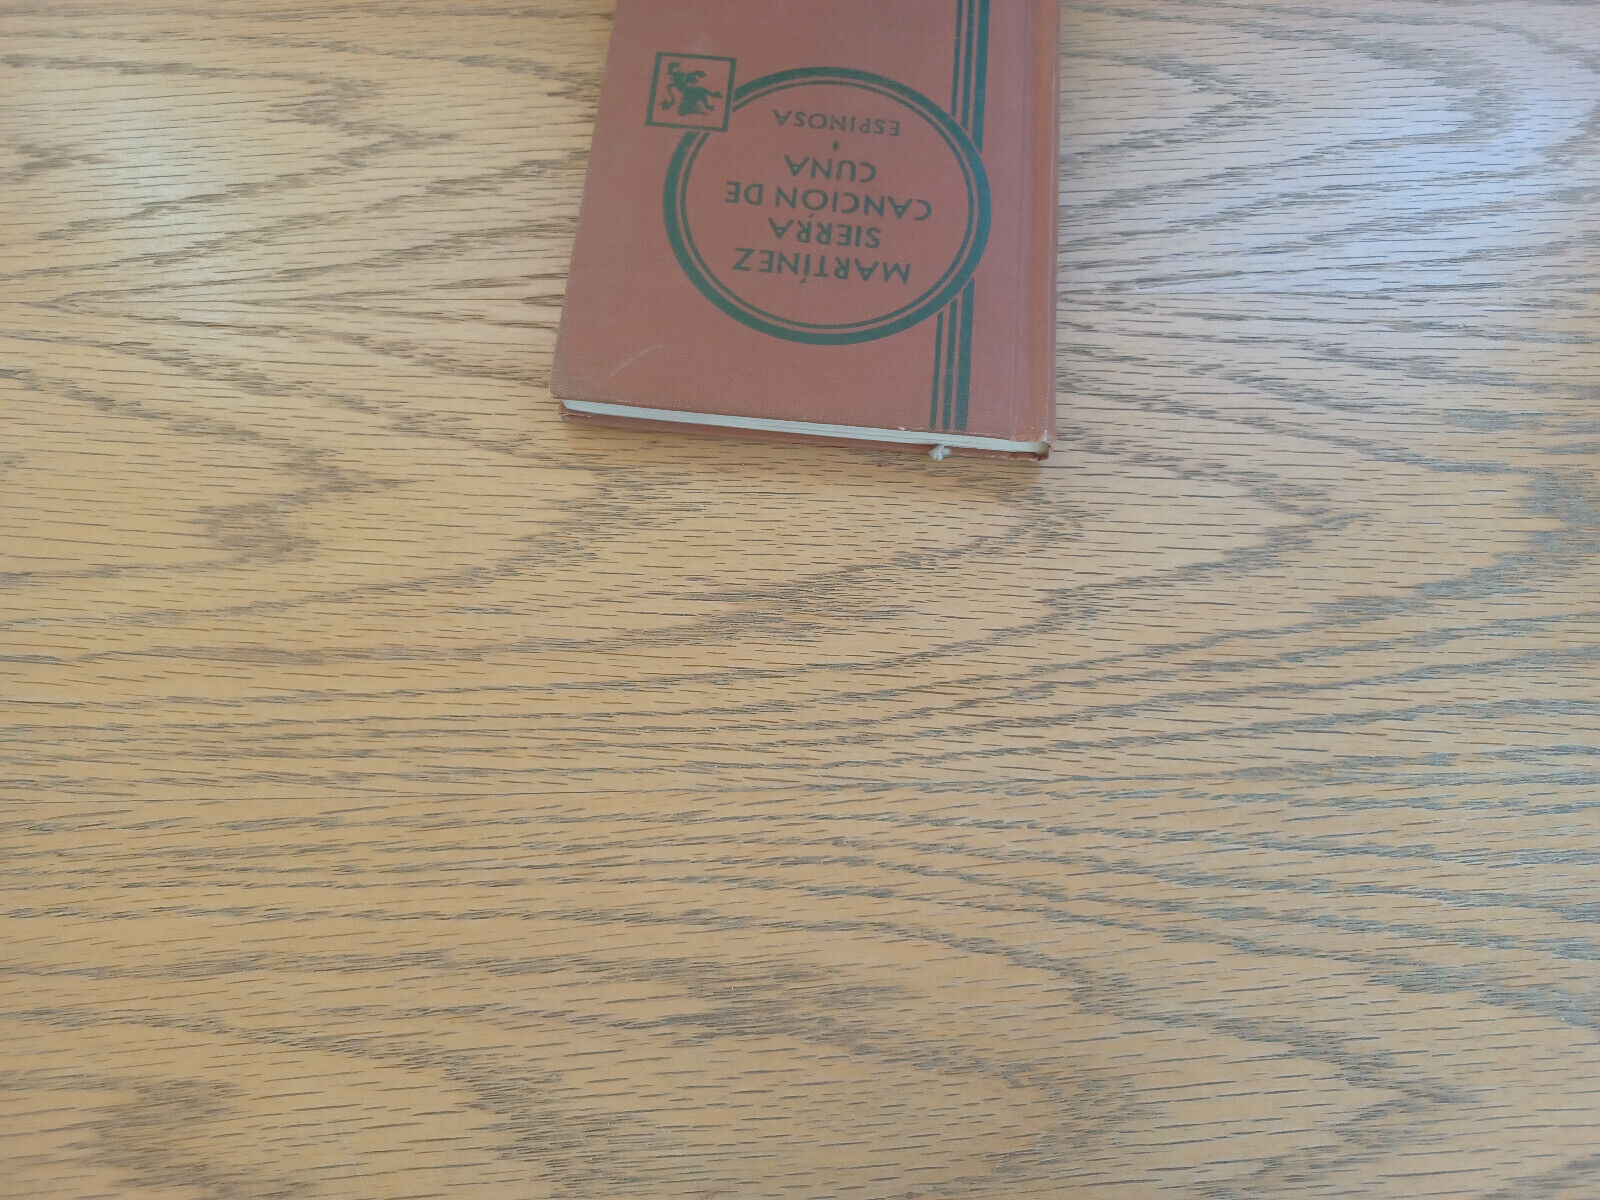 MARTÍNEZ
SIERRA
CANCIÓN DE
CUNA
ESPINOSA